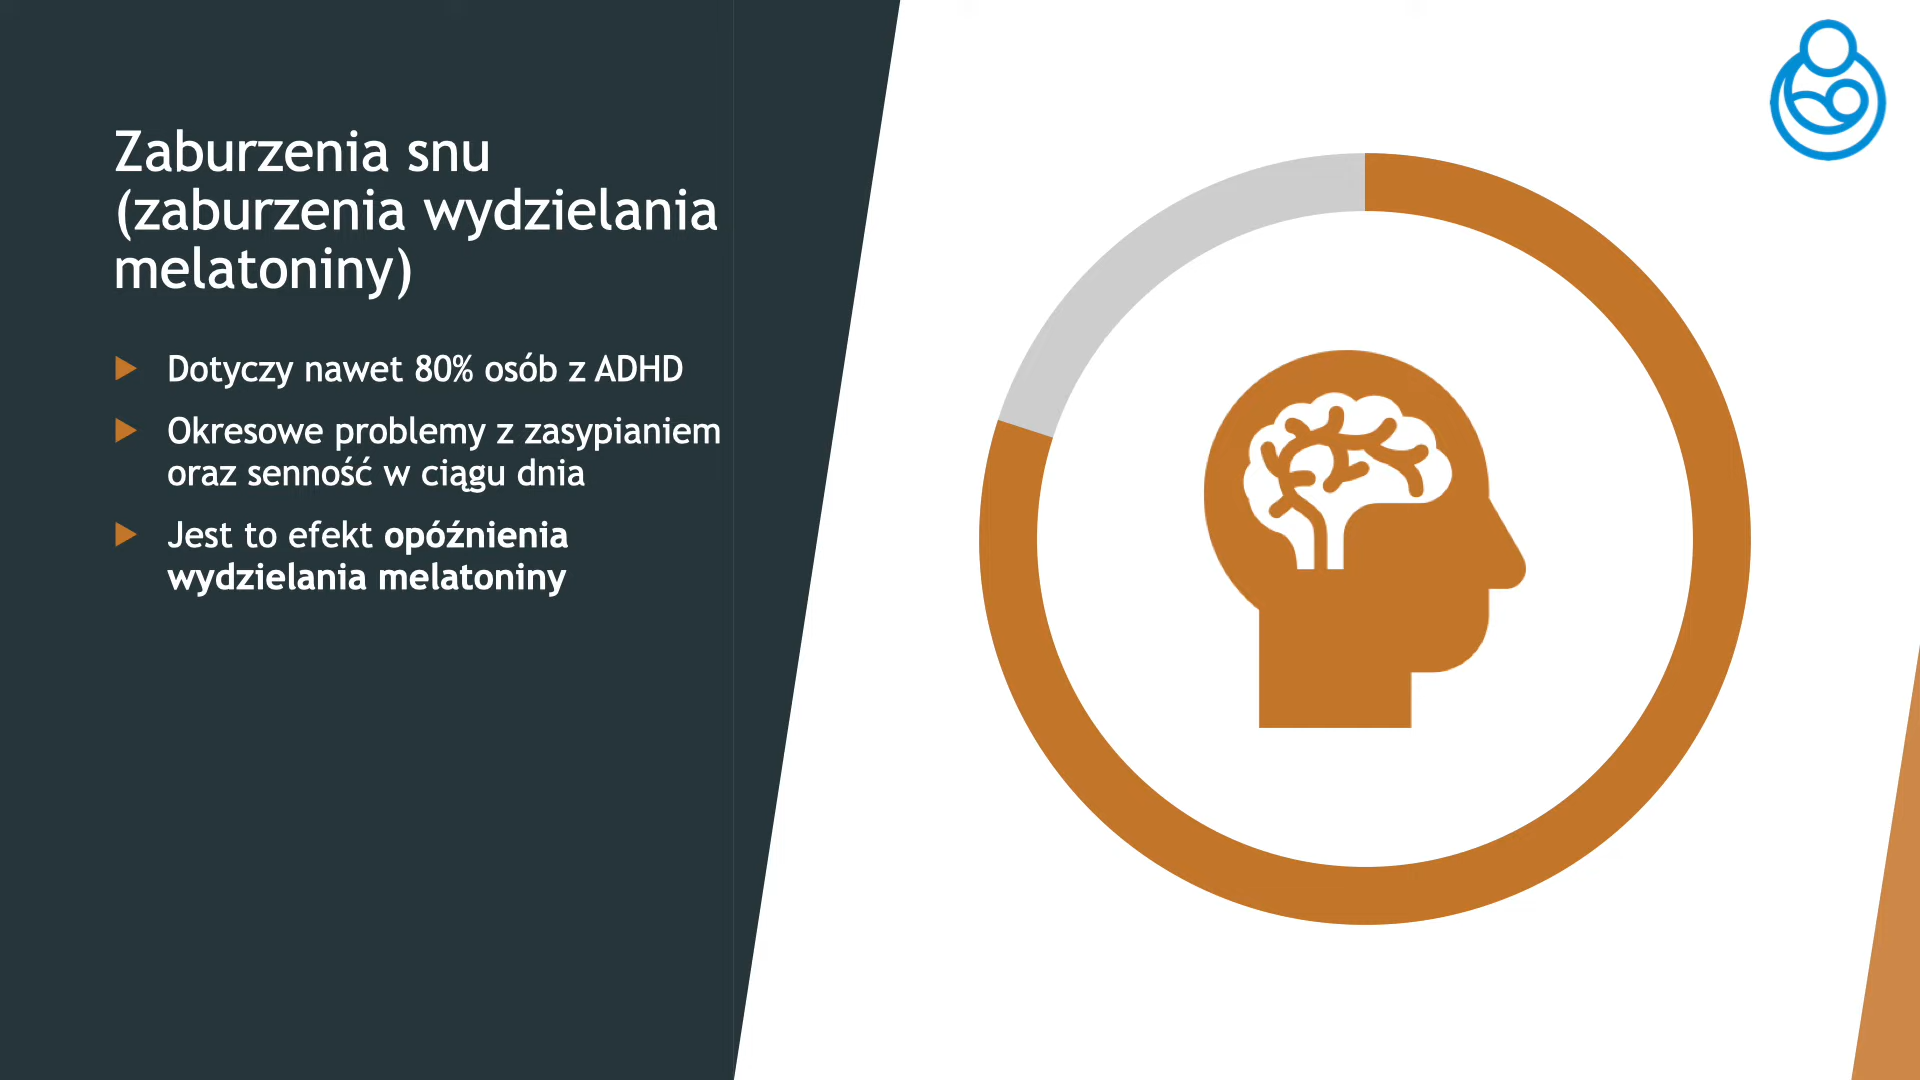 Zaburzenia snu
(zaburzenia wydzielania
melatoniny)
Dotyczy nawet 80% osób z ADHD
Okresowe problemy z zasypianiem
oraz senność w ciągu dnia
Jest to efekt opóźnienia
wydzielania melatoniny